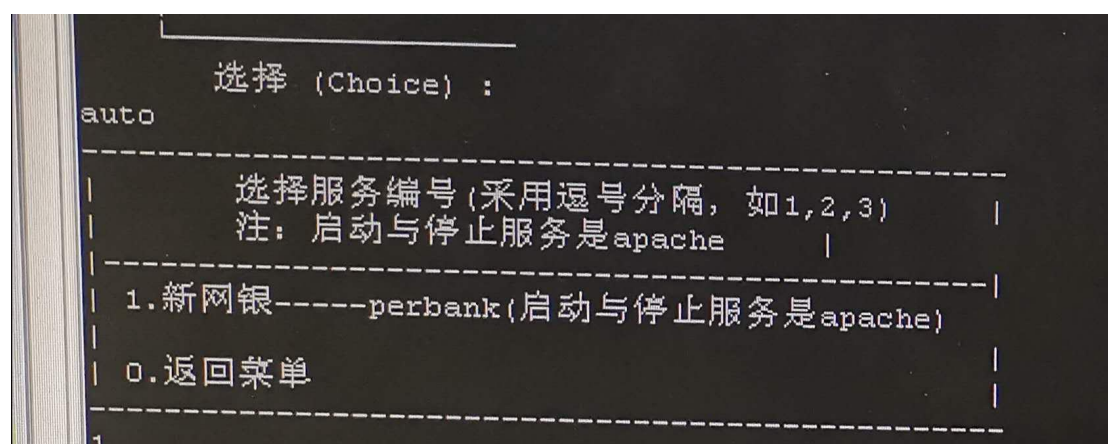 选择 (Choice) :
auto
选择服务编号(采用逗号分隔, 如1,2,3)
注: 启动与停止服务是apache
1.新网银-----perbank(启动与停止服务是apache)
0.返回菜单
1